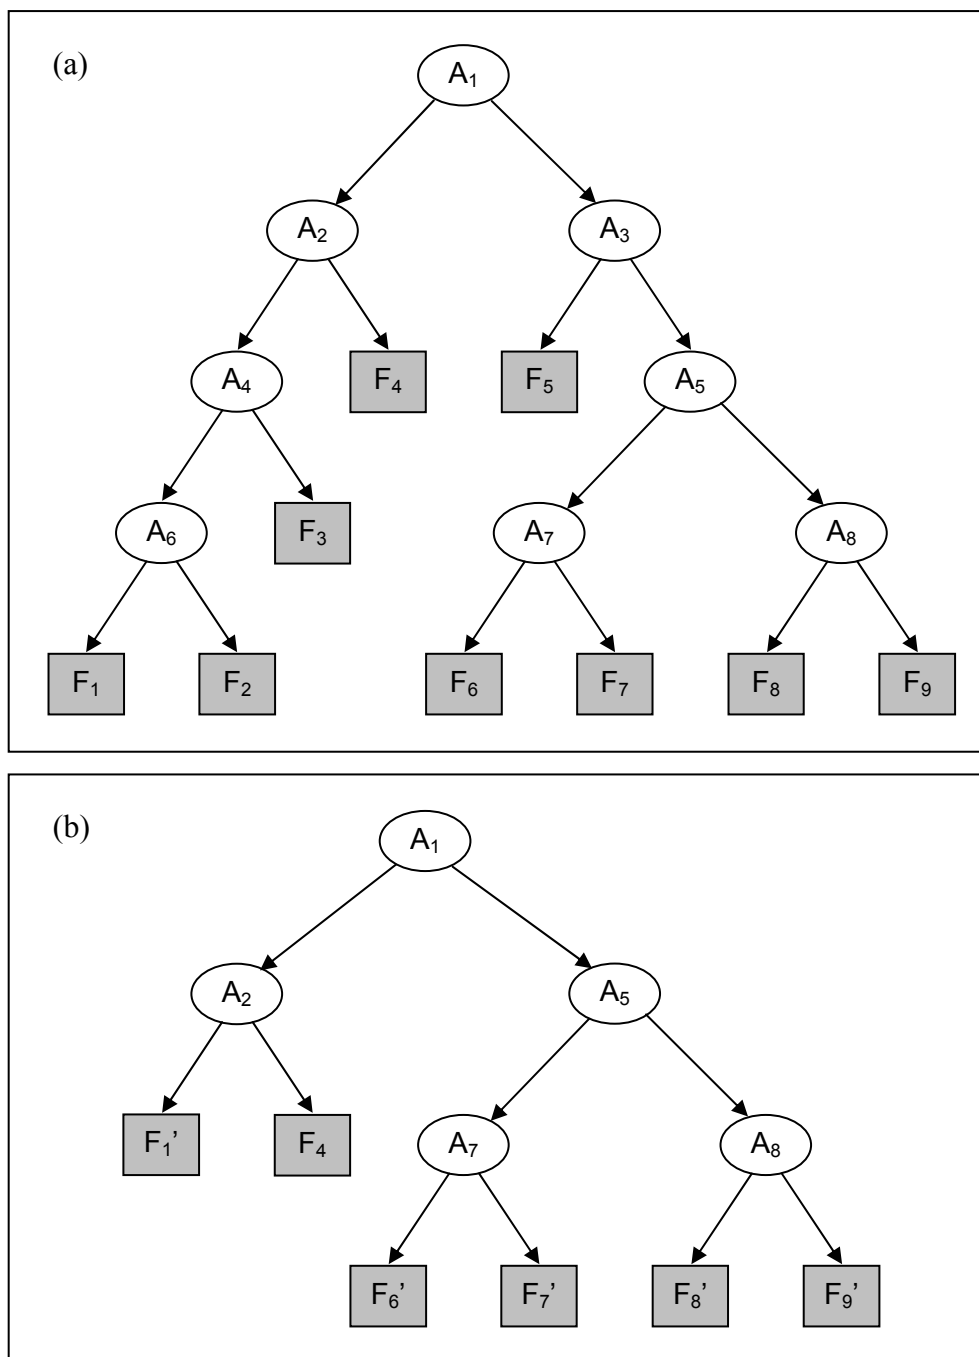 (a)
A₁
A₂ A₃
A₄ F₄ F₅ A₅
A₆ F₃ A₇ A₈
F₁ F₂ F₆ F₇ F₈ F₉
(b)
A₁
A₂ A₅
F₁’ F₄ A₇ A₈
F₆’ F₇’ F₈’ F₉’